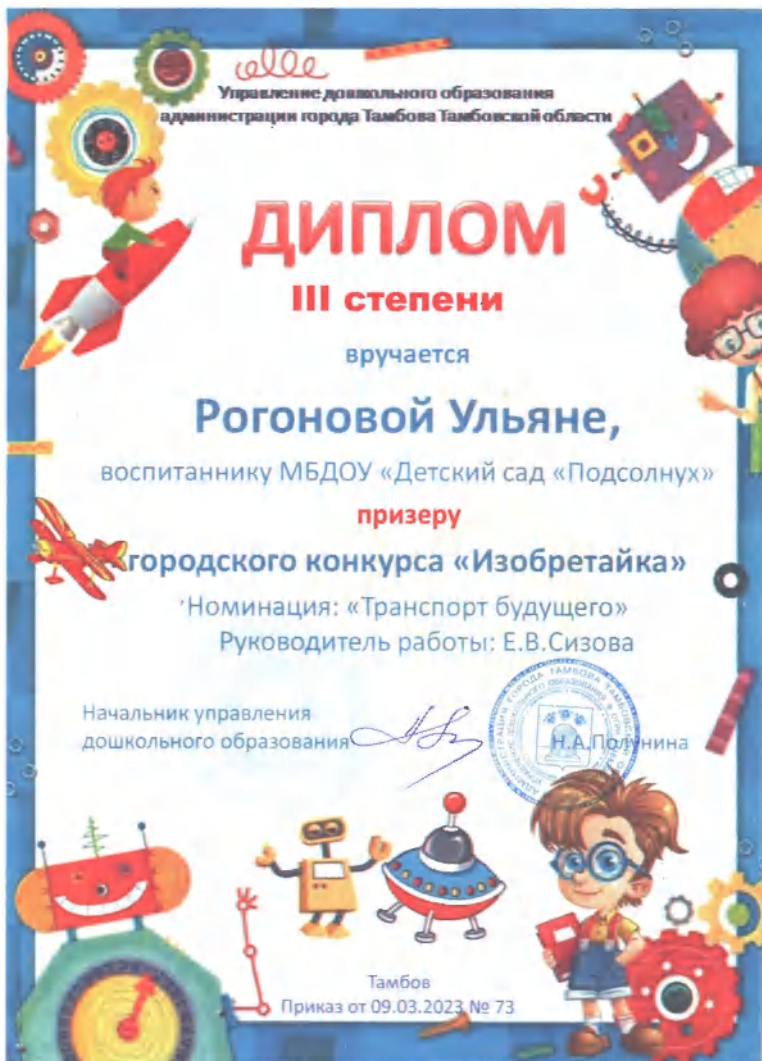 Управление дошкольного образования
администрации города Тамбова Тамбовской области
ДИПЛОМ
III степени
вручается
Рогоновой Ульяне,
воспитаннику МБДОУ «Детский сад «Подсолнух»
призеру
городского конкурса «Изобретайка»
Номинация: «Транспорт будущего»
Руководитель работы: Е.В.Сизова
Начальник управления
дошкольного образования
Н.А.Полунина
Тамбов
Приказ от 09.03.2023 № 73